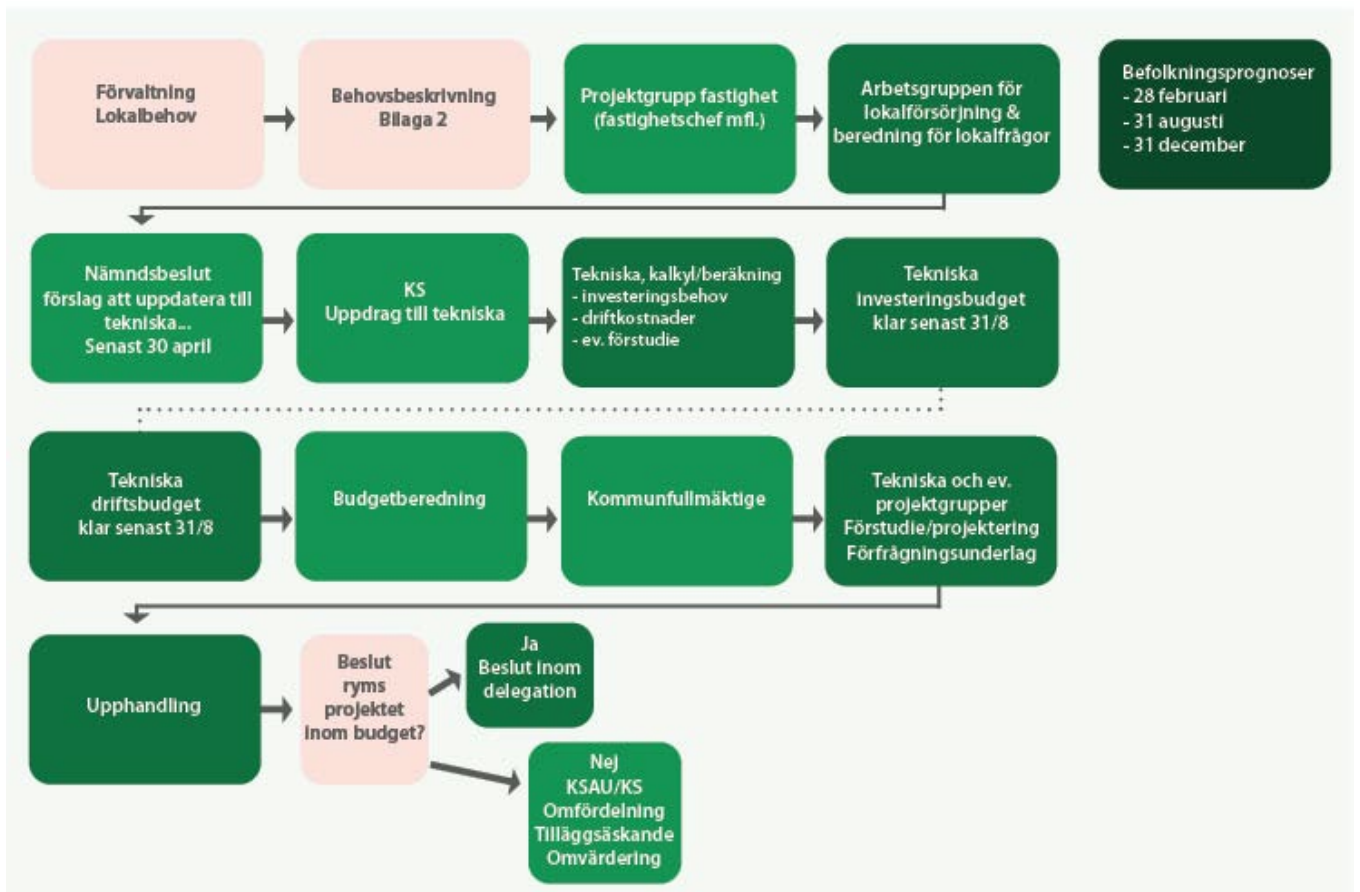 Förvaltning
Lokalbehov
Behovsbeskrivning
Bilaga 2
Projektgrupp fastighet
(fastighetschef mfl.)
Arbetsgruppen för
lokalförsörjning &
beredning för lokalfrågor
Befolkningsprognoser
- 28 februari
- 31 augusti
- 31 december
Nämndsbeslut
förslag att uppdatera till
tekniska...
Senast 30 april
KS
Uppdrag till tekniska
Tekniska, kalkyl/beräkning
- investeringsbehov
- driftkostnader
- ev. förstudie
Tekniska
investeringsbudget
klar senast 31/8
Tekniska
driftsbudget
klar senast 31/8
Budgetberedning
Kommunfullmäktige
Tekniska och ev.
projektgrupper
Förstudie/projektering
Förfrågningsunderlag
Upphandling
Beslut
ryms
projektet
inom budget?
Ja
Beslut inom
delegation
Nej
KSAU/KS
Omfördelning
Tilläggsäskande
Omvärdering